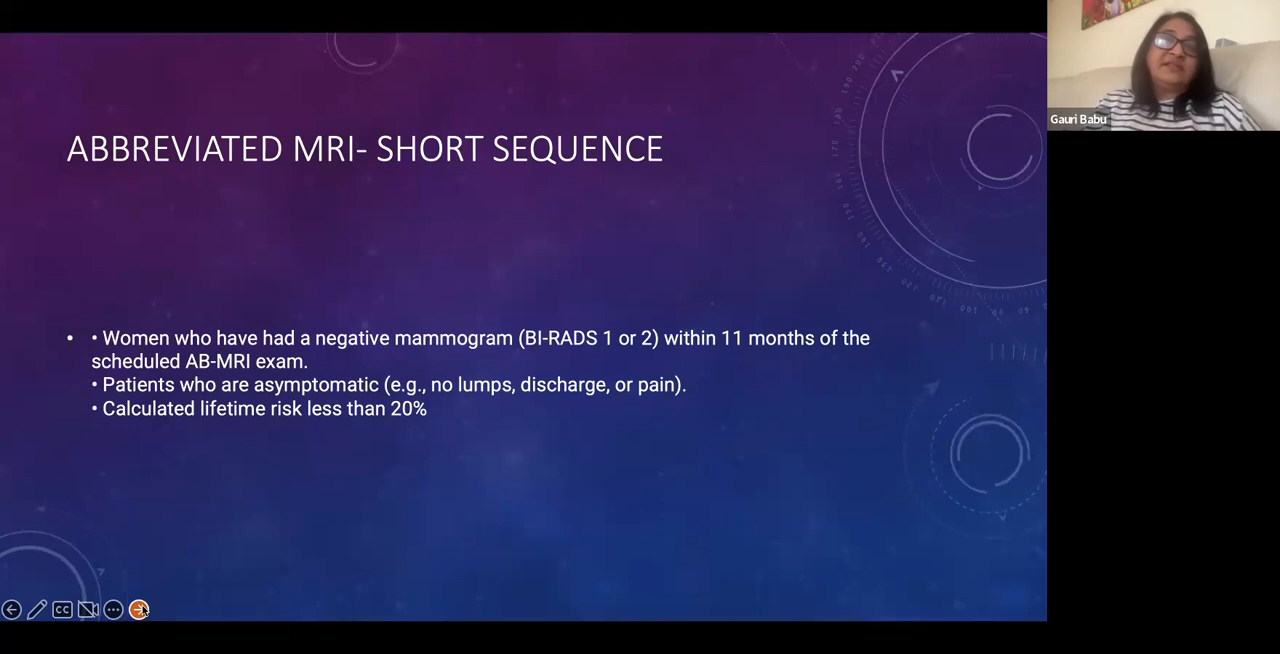 ABBREVIATED MRI- SHORT SEQUENCE
Gauri Babu
• • Women who have had a negative mammogram (BI-RADS 1 or 2) within 11 months of the
scheduled AB-MRI exam.
• Patients who are asymptomatic (e.g., no lumps, discharge, or pain).
• Calculated lifetime risk less than 20%
CC